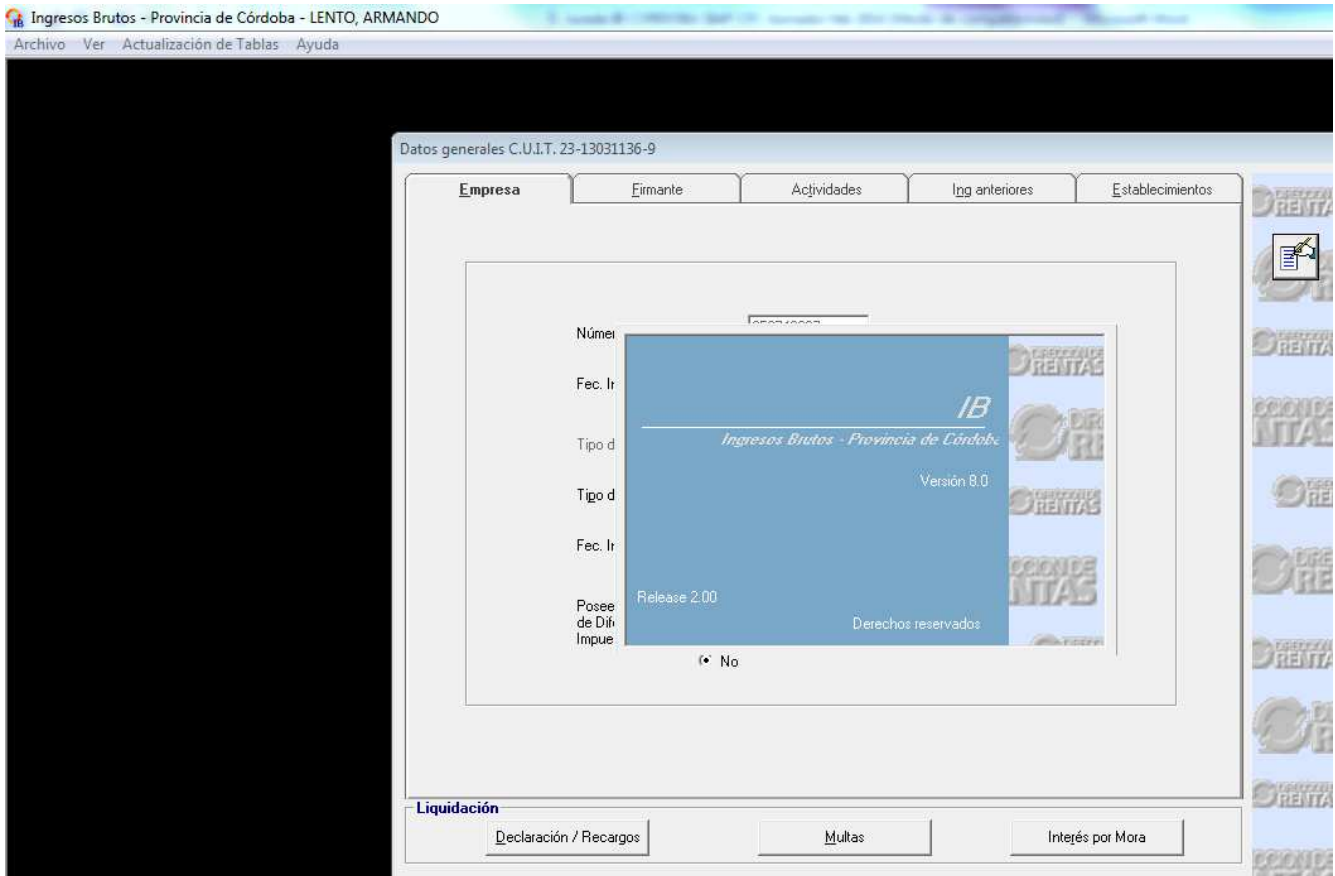 Ingresos Brutos - Provincia de Córdoba - LENTO, ARMANDO
Archivo Ver Actualización de Tablas Ayuda
Datos generales C.U.I.T. 23-13031136-9
Empresa Firmante Actividades Ing anteriores Establecimientos
Númer
Fec. Ir
IB
Ingresos Brutos - Provincia de Córdoba
Tipo d
Versión 8.0
Tipo d
Fec. Ir
Release 2.00
Posee
de Dif
Impue
Derechos reservados
No
Liquidación
Declaración / Recargos Multas Interés por Mora
DIRECCION DE
RENTAS